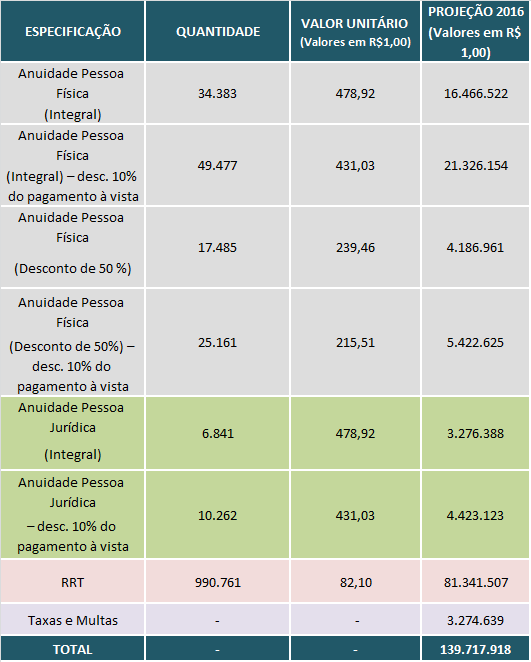 ESPECIFICAÇÃO QUANTIDADE VALOR UNITÁRIO (Valores em R$1,00) PROJEÇÃO 2016 (Valores em R$ 1,00)
Anuidade Pessoa
Física
(Integral)
34.383 478,92 16.466.522
Anuidade Pessoa
Física
(Integral) – desc. 10%
do pagamento à vista
49.477 431,03 21.326.154
Anuidade Pessoa
Física
(Desconto de 50 %)
17.485 239,46 4.186.961
Anuidade Pessoa
Física
(Desconto de 50%) –
desc. 10% do
pagamento à vista
25.161 215,51 5.422.625
Anuidade Pessoa
Jurídica
(Integral)
6.841 478,92 3.276.388
Anuidade Pessoa
Jurídica
– desc. 10% do
pagamento à vista
10.262 431,03 4.423.123
RRT 990.761 82,10 81.341.507
Taxas e Multas - - 3.274.639
TOTAL - - 139.717.918